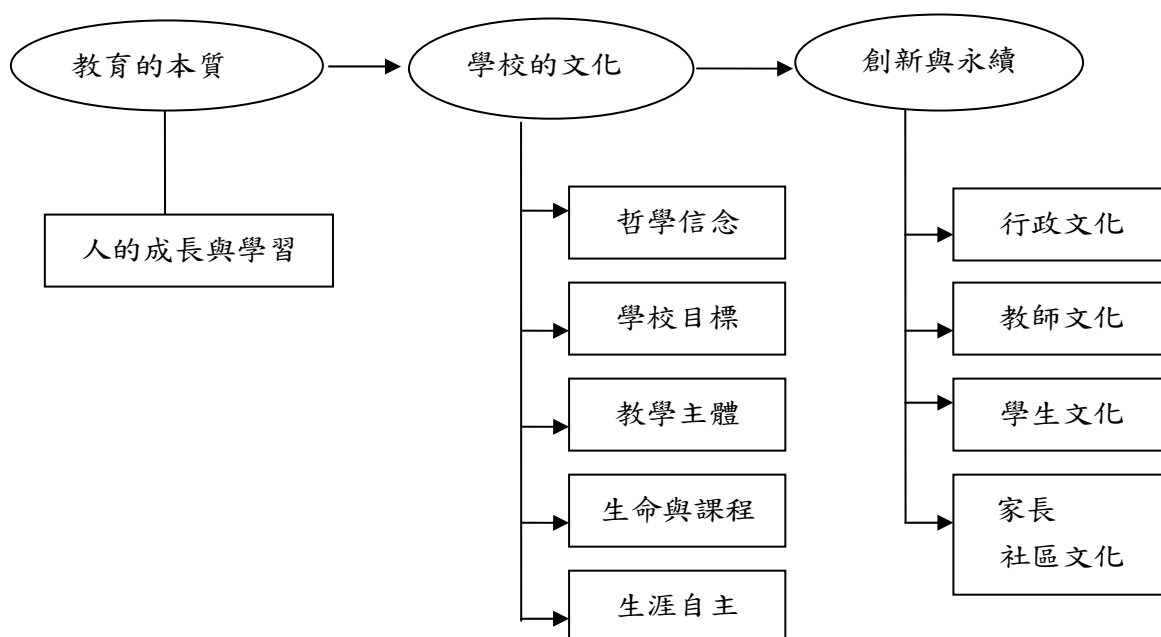 教育的本質
學校的文化
創新與永續
人的成長與學習
哲學信念
學校目標
教學主體
生命與課程
生涯自主
行政文化
教師文化
學生文化
家長
社區文化